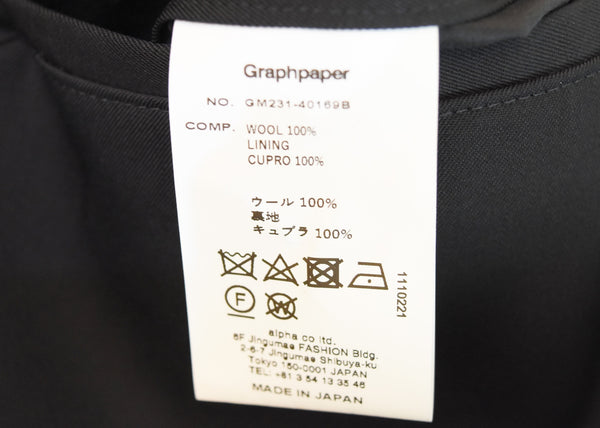 Graphpaper
NO. GM231-40169B
COMP. WOOL 100%
LINING
CUPRO 100%
ウール 100%
裏地
キュプラ 100%
F W
1110221
alpha co ltd.
6F Jingumae FASHION Bldg.
2-6-7 Jingumae Shibuya-ku
Tokyo 150-0001 JAPAN
TEL: +81 3 54 13 35 46
MADE IN JAPAN